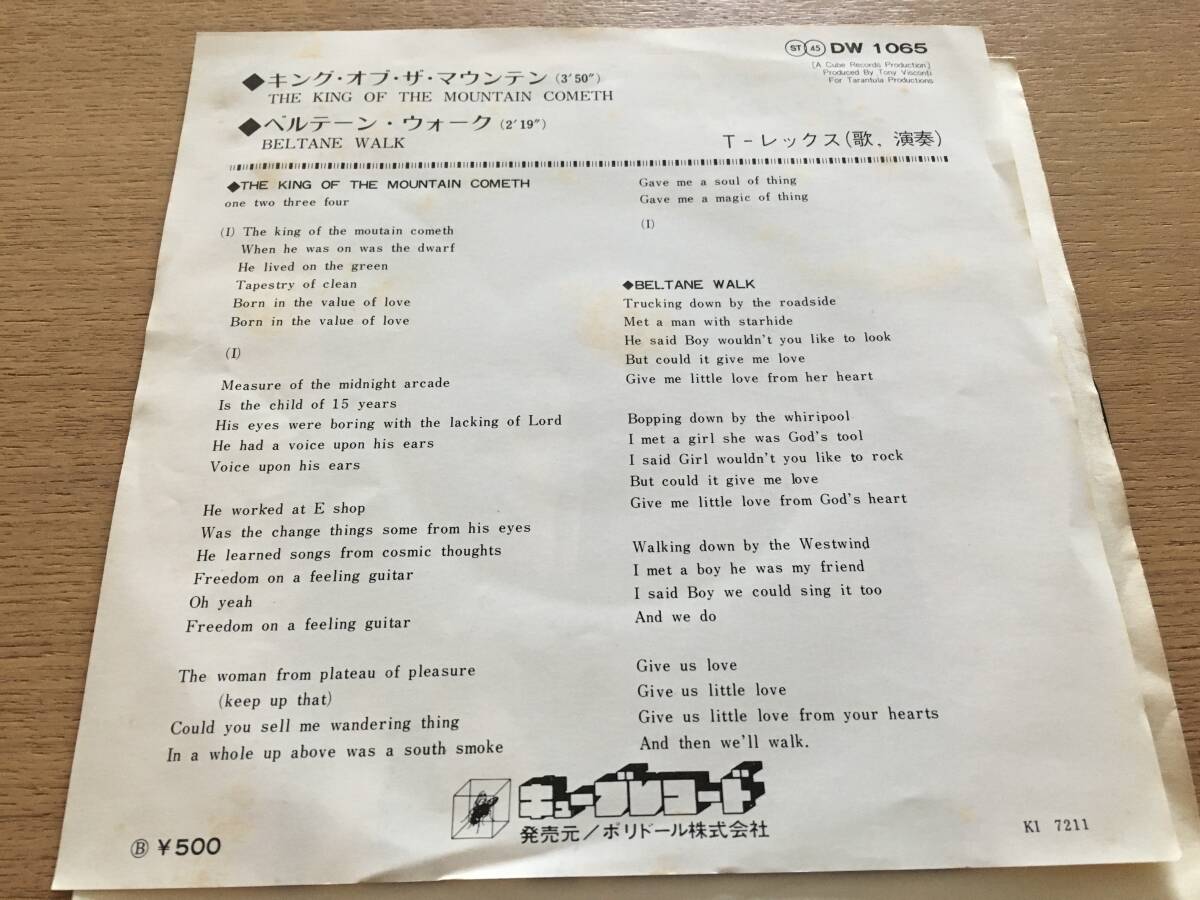 ST 45 DW 1065
[A Cube Records Production]
Produced By Tony Visconti
For Tarantula Productions
◆キング・オブ・ザ・マウンテン(3'50")
THE KING OF THE MOUNTAIN COMETH
◆ベルテーン・ウォーク(2'19")
BELTANE WALK
T-レックス(歌、演奏)
◆THE KING OF THE MOUNTAIN COMETH
one two three four
(I) The king of the moutain cometh
When he was on was the dwarf
He lived on the green
Tapestry of clean
Born in the value of love
Born in the value of love
(I)
Measure of the midnight arcade
Is the child of 15 years
His eyes were boring with the lacking of Lord
He had a voice upon his ears
Voice upon his ears
He worked at E shop
Was the change things some from his eyes
He learned songs from cosmic thoughts
Freedom on a feeling guitar
Oh yeah
Freedom on a feeling guitar
The woman from plateau of pleasure
(keep up that)
Could you sell me wandering thing
In a whole up above was a south smoke
Gave me a soul of thing
Gave me a magic of thing
(I)
◆BELTANE WALK
Trucking down by the roadside
Met a man with starhide
He said Boy wouldn't you like to look
But could it give me love
Give me little love from her heart
Bopping down by the whiripool
I met a girl she was God's tool
I said Girl wouldn't you like to rock
But could it give me love
Give me little love from God's heart
Walking down by the Westwind
I met a boy he was my friend
I said Boy we could sing it too
And we do
Give us love
Give us little love
Give us little love from your hearts
And then we'll walk.
キューブレコード
発売元/ポリドール株式会社
Ⓑ ¥500
KI 7211